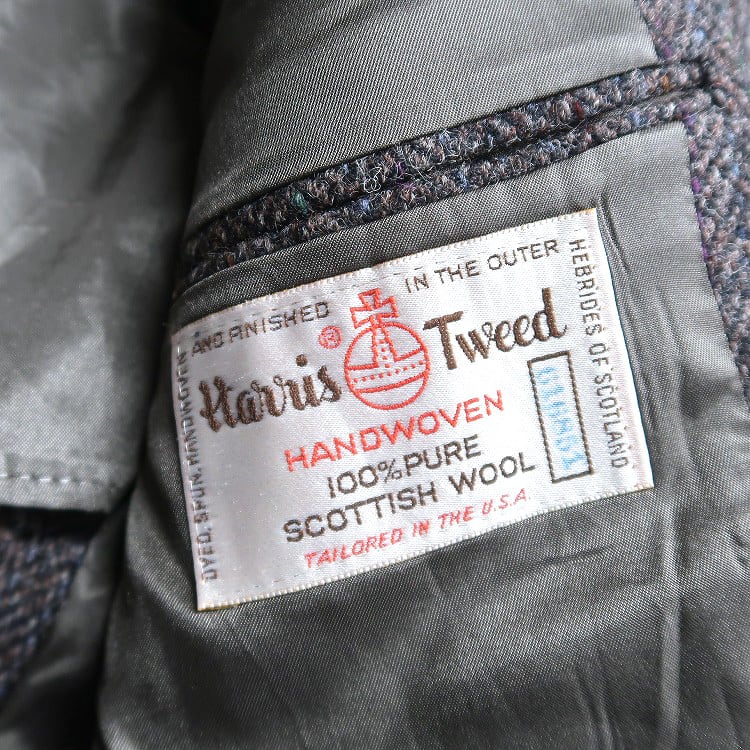 DYED, SPUN, HANDWOVEN
AND FINISHED
IN THE OUTER
HEBRIDES OF SCOTLAND
Harris ® Tweed
HANDWOVEN
100% PURE
SCOTTISH WOOL
TAILORED IN THE U.S.A.